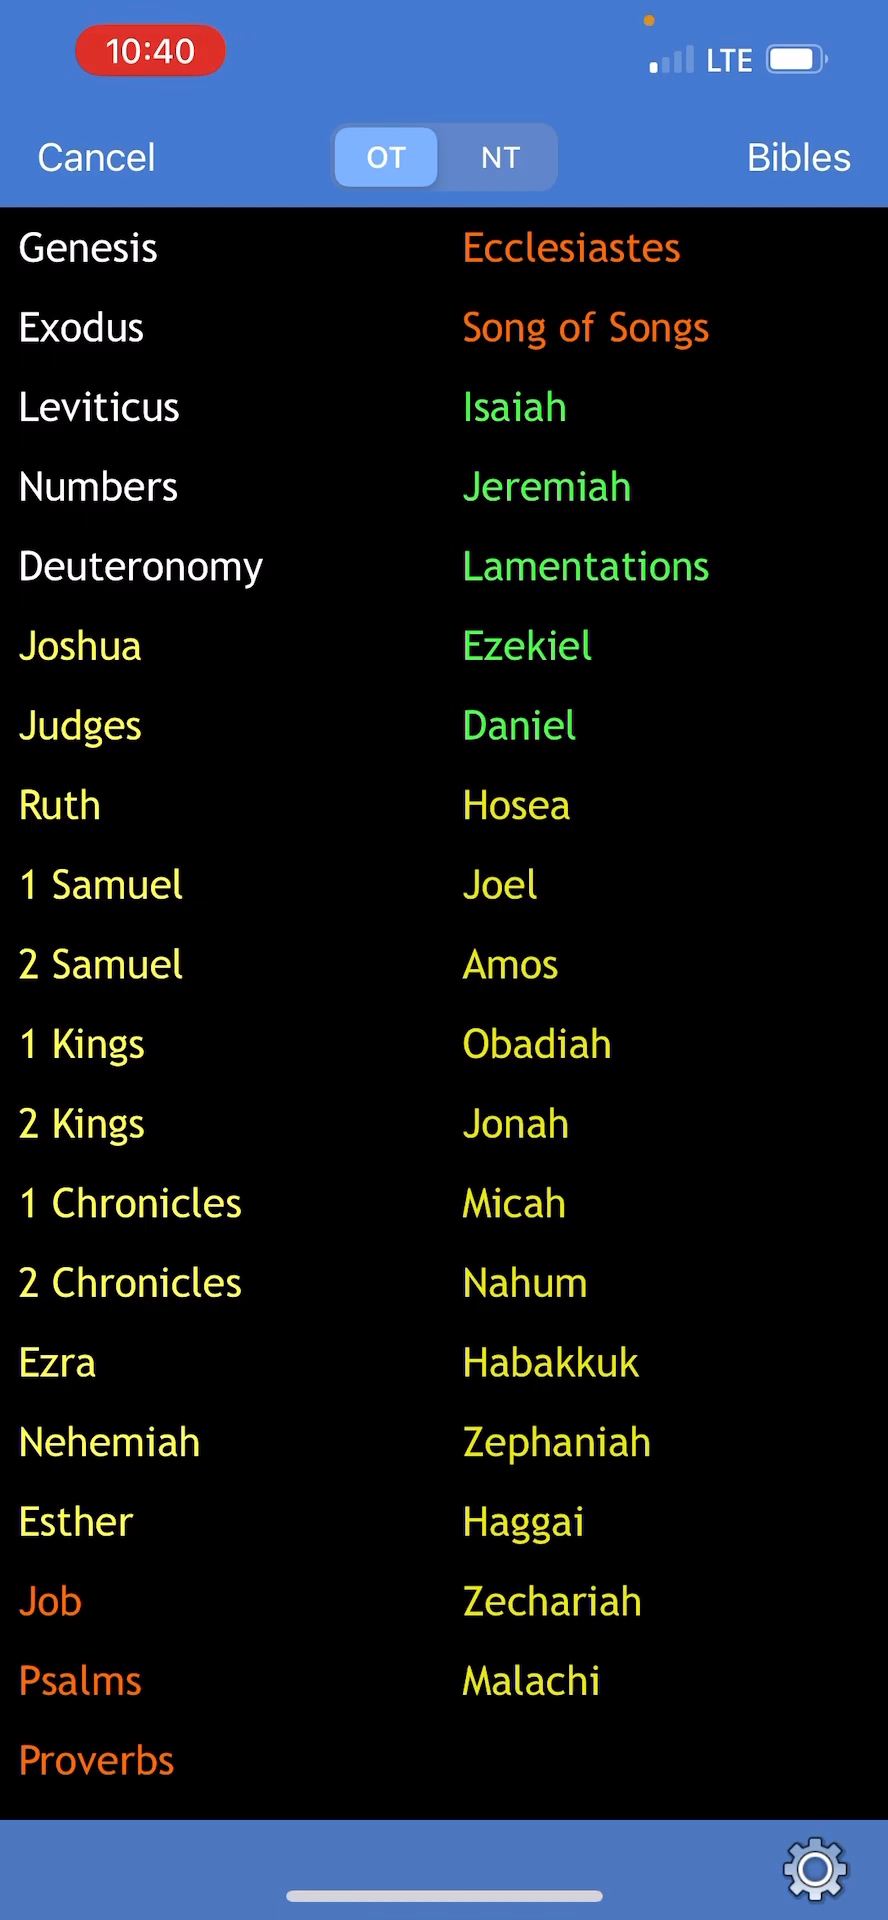 10:40
LTE
Cancel
OT
NT
Bibles
Genesis
Exodus
Leviticus
Numbers
Deuteronomy
Joshua
Judges
Ruth
1 Samuel
2 Samuel
1 Kings
2 Kings
1 Chronicles
2 Chronicles
Ezra
Nehemiah
Esther
Job
Psalms
Proverbs
Ecclesiastes
Song of Songs
Isaiah
Jeremiah
Lamentations
Ezekiel
Daniel
Hosea
Joel
Amos
Obadiah
Jonah
Micah
Nahum
Habakkuk
Zephaniah
Haggai
Zechariah
Malachi